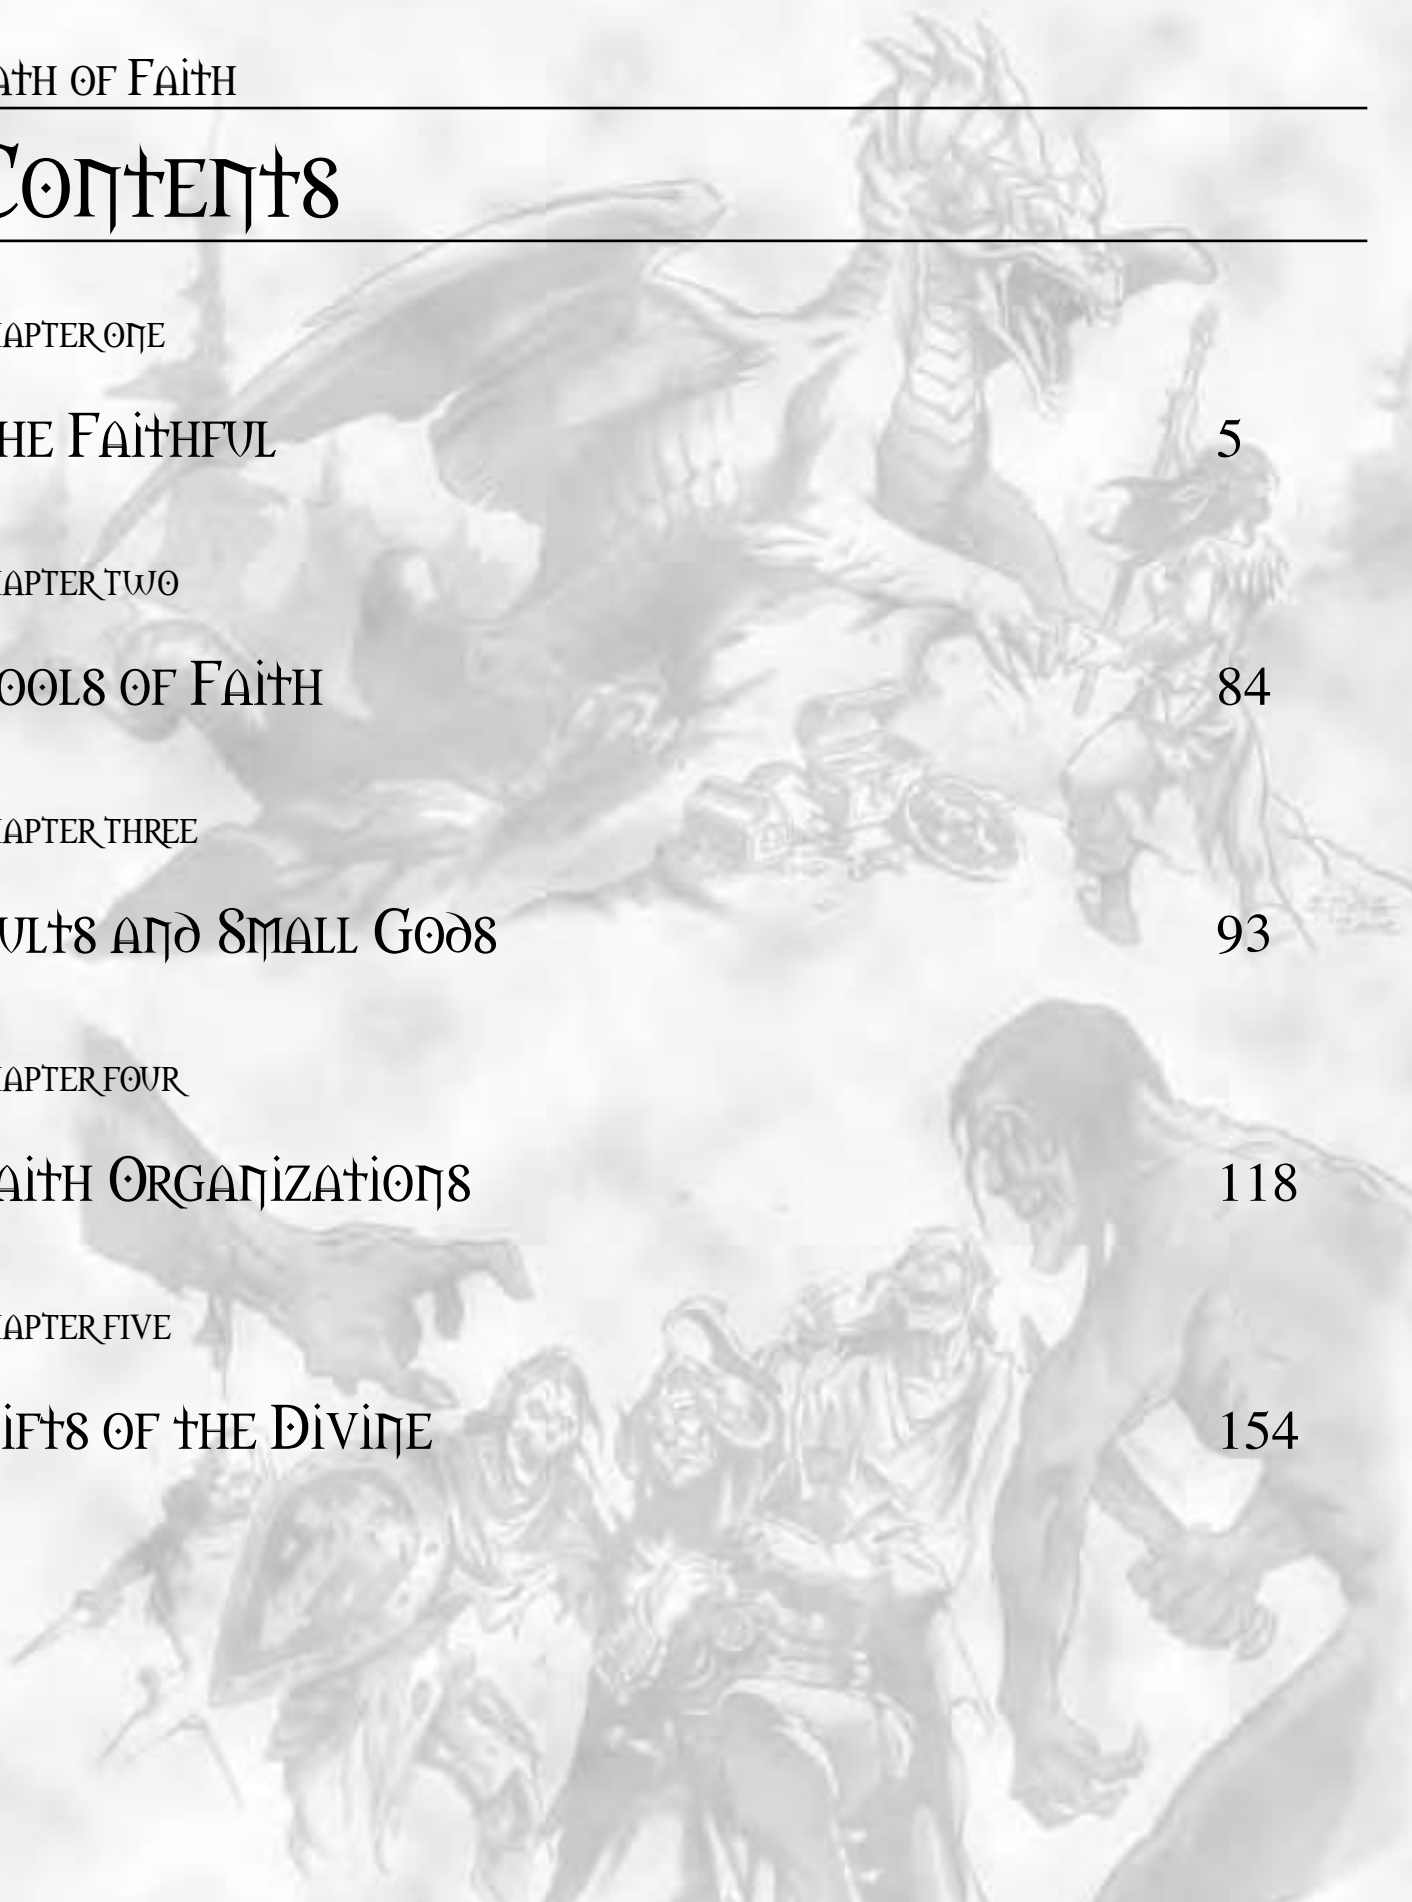 ATH OF FAITH
CONTENTS
APTER ONE
HE FAITHFUL 5
APTER TWO
OOLS OF FAITH 84
APTER THREE
ULTS AND SMALL GODS 93
APTER FOUR
AITH ORGANIZATIONS 118
APTER FIVE
IFTS OF THE DIVINE 154